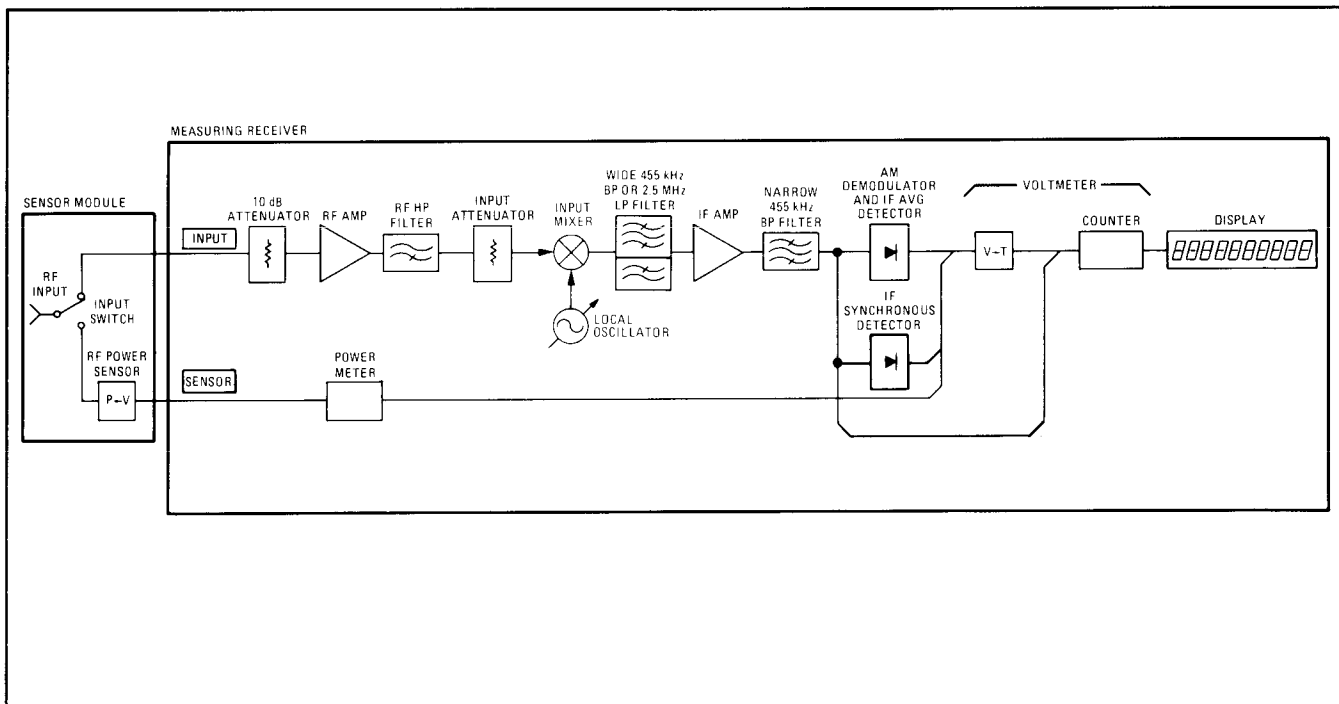 MEASURING RECEIVER
SENSOR MODULE
RF
INPUT
INPUT
SWITCH
RF POWER
SENSOR
P→V
INPUT
SENSOR
10 dB
ATTENUATOR
RF AMP
RF HP
FILTER
INPUT
ATTENUATOR
INPUT
MIXER
LOCAL
OSCILLATOR
WIDE 455 kHz
BP OR 2.5 MHz
LP FILTER
IF AMP
NARROW
455 kHz
BP FILTER
AM
DEMODULATOR
AND IF AVG
DETECTOR
IF
SYNCHRONOUS
DETECTOR
POWER
METER
VOLTMETER
V→T
COUNTER
DISPLAY